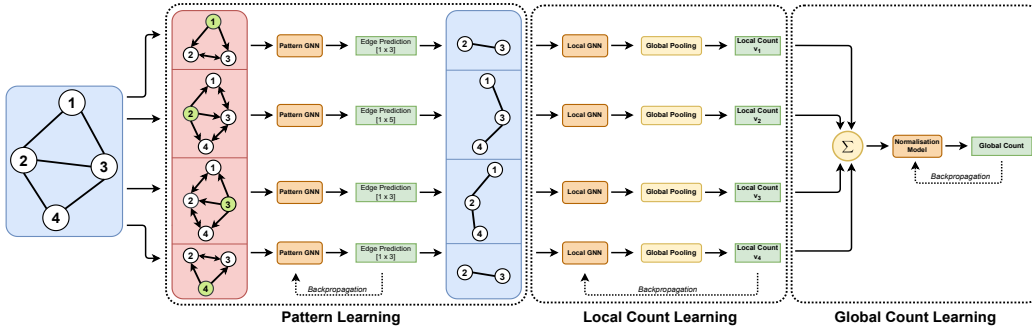 1
2
3
4
1
2
3
Pattern GNN
Edge Prediction
[1 x 3]
2
3
Local GNN
Global Pooling
Local Count
v1
1
2
3
4
Pattern GNN
Edge Prediction
[1 x 5]
1
3
4
Local GNN
Global Pooling
Local Count
v2
1
2
3
4
Pattern GNN
Edge Prediction
[1 x 3]
1
2
4
Local GNN
Global Pooling
Local Count
v3
2
3
4
Pattern GNN
Edge Prediction
[1 x 3]
2
3
Local GNN
Global Pooling
Local Count
v4
Backpropagation
Backpropagation
Σ
Normalisation
Model
Global Count
Backpropagation
Pattern Learning
Local Count Learning
Global Count Learning